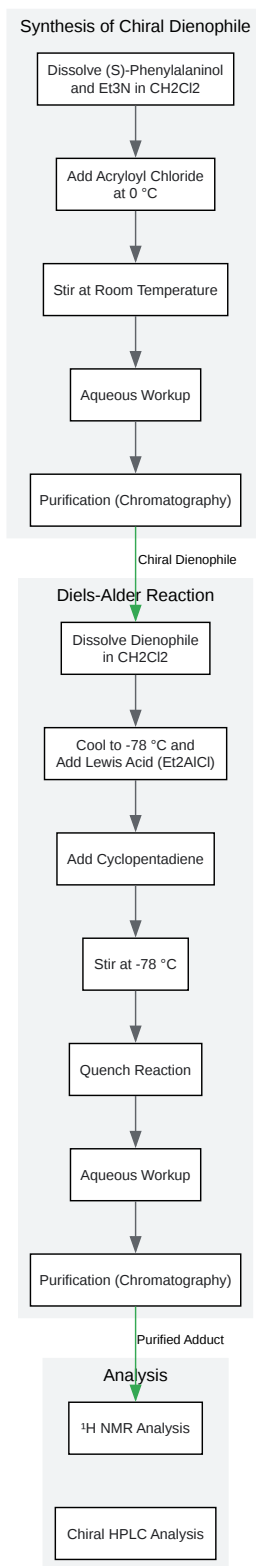 Synthesis of Chiral Dienophile
Dissolve (S)-Phenylalaninol
and Et3N in CH2Cl2
Add Acryloyl Chloride
at 0 °C
Stir at Room Temperature
Aqueous Workup
Purification (Chromatography)
Chiral Dienophile
Diels-Alder Reaction
Dissolve Dienophile
in CH2Cl2
Cool to -78 °C and
Add Lewis Acid (Et2AlCl)
Add Cyclopentadiene
Stir at -78 °C
Quench Reaction
Aqueous Workup
Purification (Chromatography)
Purified Adduct
Analysis
¹H NMR Analysis
Chiral HPLC Analysis